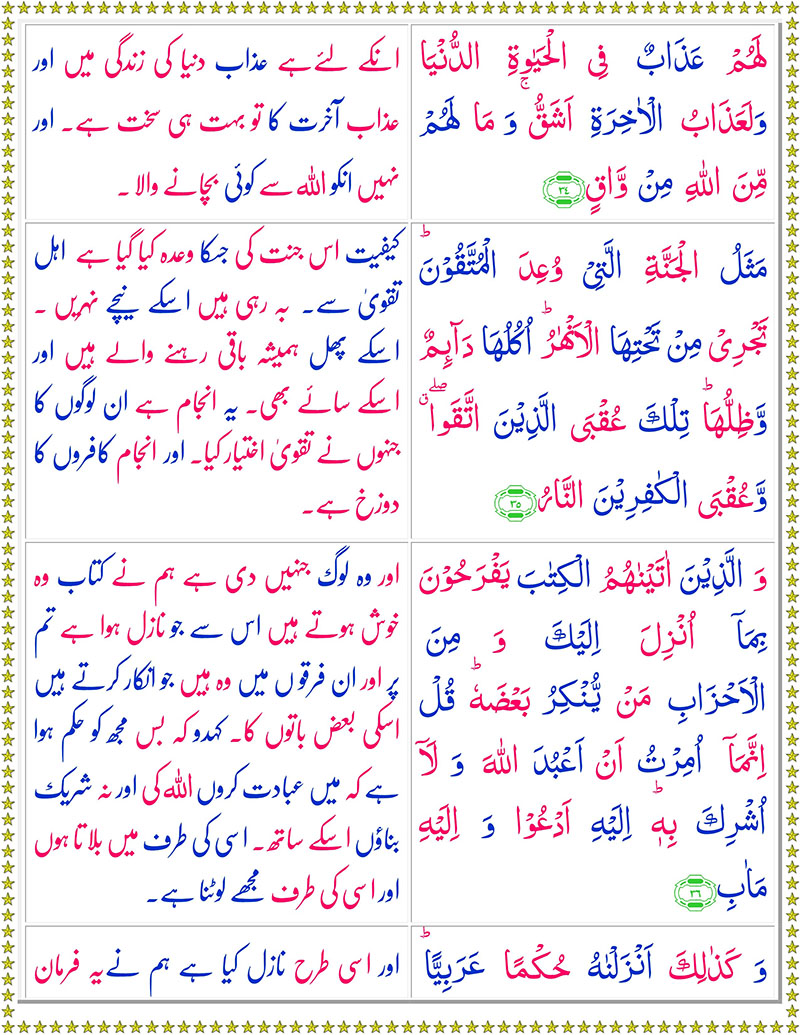 لَهُمْ عَذَابٌ فِی الْحَیٰوةِ الدُّنْیَا
وَلَعَذَابُ الْاٰخِرَةِ اَشَقُّ ۚ وَ مَا لَهُمْ
مِّنَ اللّٰهِ مِنْ وَّاقٍ ﴿٣٤﴾
انکے لئے ہے عذاب دنیا کی زندگی میں اور
عذاب آخرت کا تو بہت ہی سخت ہے۔ اور
نہیں انکو اللہ سے کوئی بچانے والا ۔
مَثَلُ الْجَنَّةِ الَّتِیْ وُعِدَ الْمُتَّقُوْنَ ؕ
تَجْرِیْ مِنْ تَحْتِهَا الْاَنْهٰرُ ؕ اُكُلُهَا دَآىِٕمٌ
وَّظِلُّهَا ؕ تِلْكَ عُقْبَی الَّذِیْنَ اتَّقَوا ۖۗ
وَّعُقْبَی الْكٰفِرِیْنَ النَّارُ ﴿٣٥﴾
کیفیت اس جنت کی جسکا وعدہ کیا گیا ہے اہل
تقویٰ سے۔ بہ رہی ہیں اسکے نیچے نہریں ۔
اسکے پھل ہمیشہ باقی رہنے والے ہیں اور
اسکے سائے بھی۔ یہ انجام ہے ان لوگوں کا
جنہوں نے تقویٰ اختیار کیا۔ اور انجام کافروں کا
دوزخ ہے۔
وَ الَّذِیْنَ اٰتَیْنٰهُمُ الْكِتٰبَ یَفْرَحُوْنَ
بِمَاۤ اُنْزِلَ اِلَیْكَ وَ مِنَ
الْاَحْزَابِ مَنْ یُّنْكِرُ بَعْضَهٗ ؕ قُلْ
اِنَّمَاۤ اُمِرْتُ اَنْ اَعْبُدَ اللّٰهَ وَ لَاۤ
اُشْرِكَ بِهٖ ؕ اِلَیْهِ اَدْعُوْا وَ اِلَیْهِ
مَاٰبِ ﴿٣٦﴾
اور وہ لوگ جنہیں دی ہے ہم نے کتاب وہ
خوش ہوتے ہیں اس سے جو نازل ہوا ہے تم
پر اور ان فرقوں میں وہ ہیں جو انکار کرتے ہیں
اسکی بعض باتوں کا۔ کہدو کہ بس مجھ کو حکم ہوا
ہے کہ میں عبادت کروں اللہ کی اور نہ شریک
بناؤں اسکے ساتھ۔ اسی کی طرف میں بلاتا ہوں
اور اسی کی طرف مجھے لوٹنا ہے۔
وَ كَذٰلِكَ اَنْزَلْنٰهُ حُكْمًا عَرَبِیًّا ؕ
اور اسی طرح نازل کیا ہے ہم نے یہ فرمان